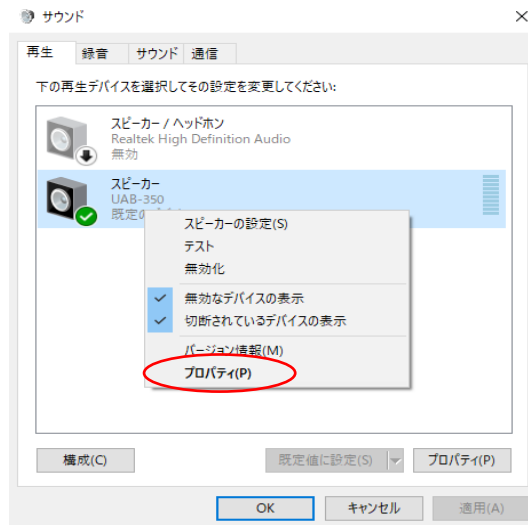 サウンド
再生 録音 サウンド 通信
下の再生デバイスを選択してその設定を変更してください:
スピーカー / ヘッドホン
Realtek High Definition Audio
無効
スピーカー
UAB-350
既定の
スピーカーの設定(S)
テスト
無効化
無効なデバイスの表示
切断されているデバイスの表示
バージョン情報(M)
プロパティ(P)
構成(C) 既定値に設定(S) プロパティ(P)
OK キャンセル 適用(A)